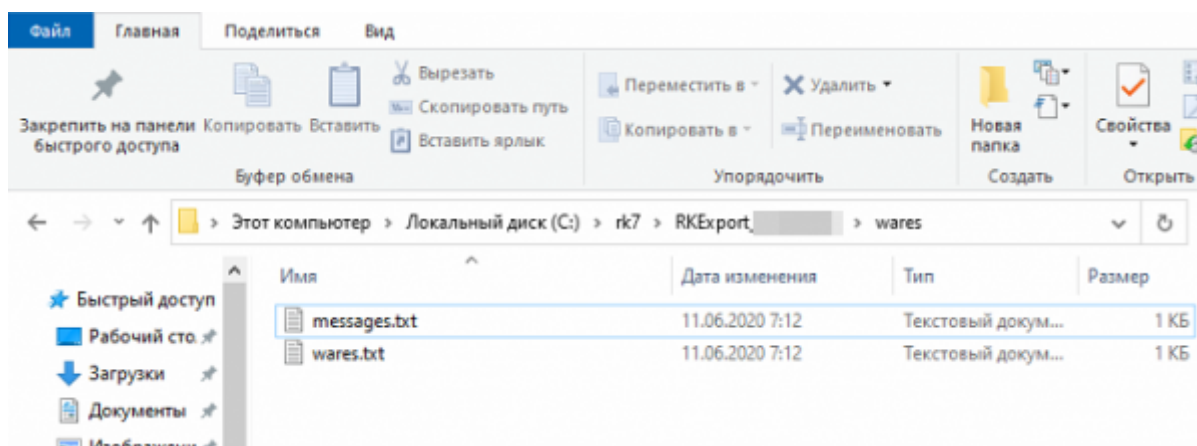 Файл Главная Поделиться Вид
Закрепить на панели быстрого доступа
Копировать
Вставить
Вырезать
Скопировать путь
Вставить ярлык
Буфер обмена
Переместить в
Копировать в
Удалить
Переименовать
Упорядочить
Новая папка
Создать
Свойства
Открыть
Этот компьютер > Локальный диск (C:) > rk7 > RKExport_ > wares
Имя Дата изменения Тип Размер
Быстрый доступ
Рабочий сто
Загрузки
Документы
messages.txt 11.06.2020 7:12 Текстовый докум... 1 КБ
wares.txt 11.06.2020 7:12 Текстовый докум... 1 КБ